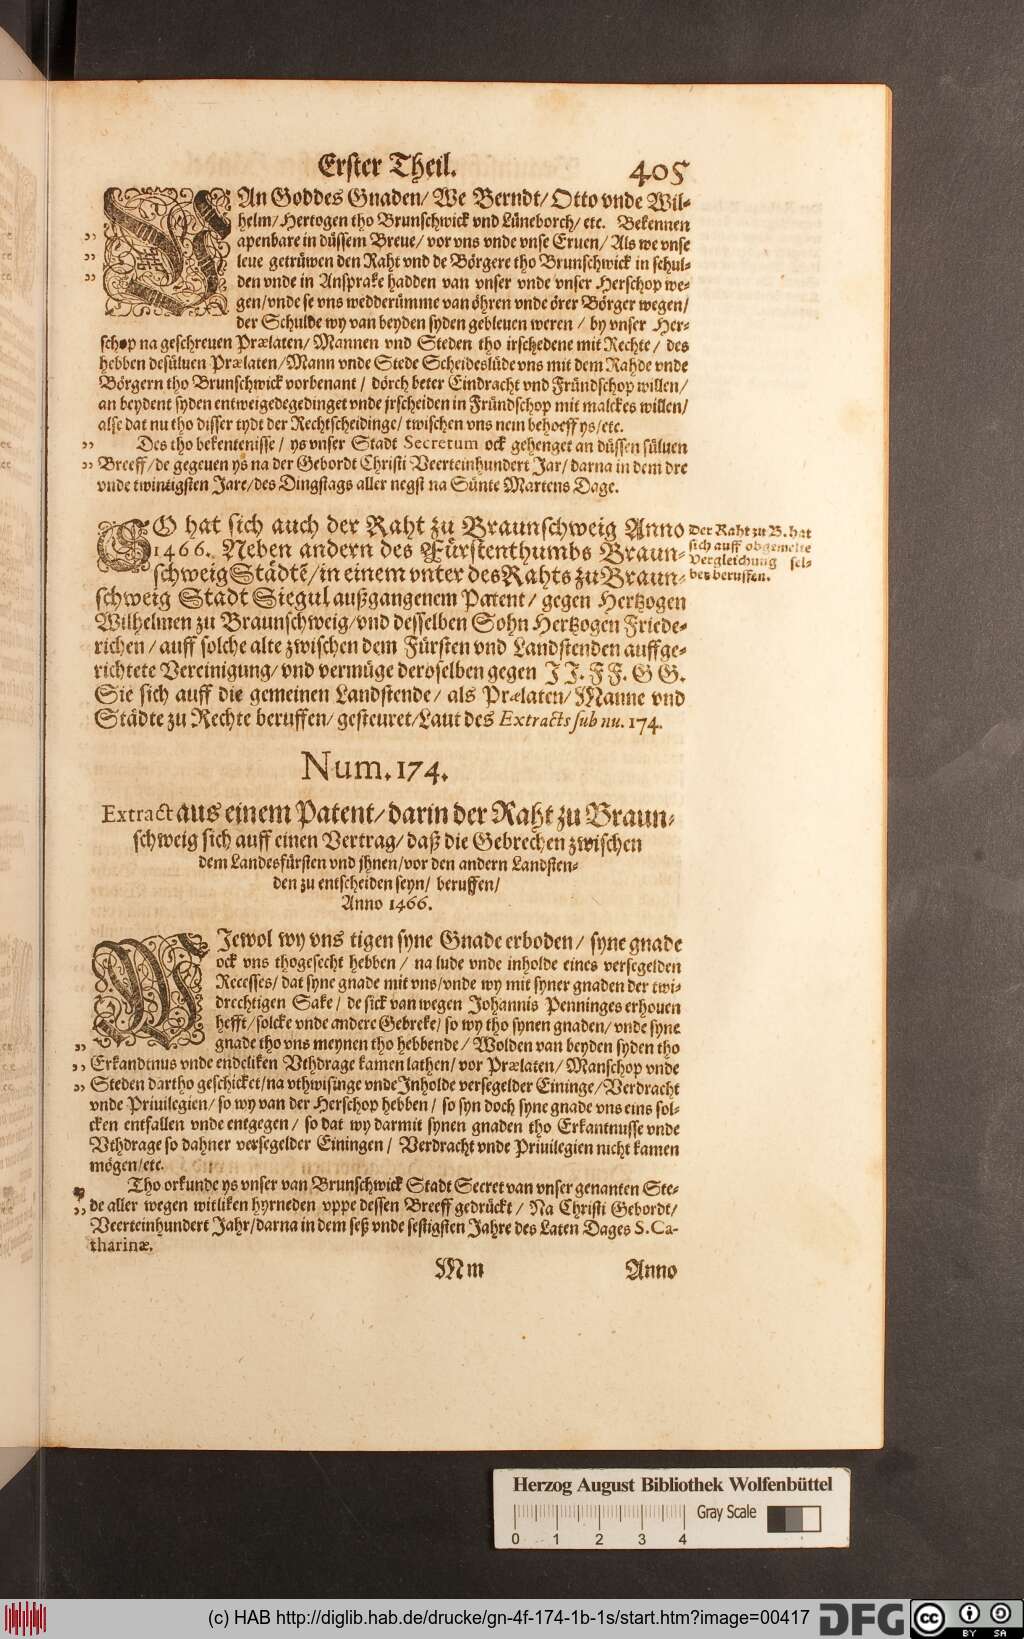 Erster Theil. 405
VAn Goddes Gnaden/ We Berndt/ Otto vnde Wil-
helm/ Hertogen tho Brunschwick vnd Lüneborch/ etc. Bekennen
apenbare in düssem Breue/ vor vns vnde vnse Eruen/ Als we vnse
leue getrüwen den Raht vnd de Börgere tho Brunschwick in schul-
den vnde in Ansprake hadden van vnser vnde vnser Herschop we-
gen/ vnde se vns wedderümme van öhren vnde örer Börger wegen/
der Schulde wy van beyden syden gebleuen weren / by vnser Her-
schop na geschreuen Prælaten/ Mannen vnd Steden tho irschedene mit Rechte / des
hebben desüluen Prælaten/ Mann vnde Stede Scheideslüde vns mit dem Rahde vnde
Börgern tho Brunschwick vorbenant / dörch beter Eindracht vnd Fründschop willen/
an beydent syden entweigedegedinget vnde jrscheiden in Fründschop mit malckes willen/
alse dat nu tho disser tydt der Rechtscheidinge/ twischen vns nein behoeff ys/ etc.
Des tho bekentenisse / ys vnser Stadt Secretum ock gehenget an düssen süluen
Breeff/ de gegeuen ys na der Gebordt Christi Veerteinhundert Jar/ darna in dem dre
vnde twintigsten Jare/ des Dingstags aller negst na Sünte Martens Dage.
SO hat sich auch der Raht zu Braunschweig Anno
1466. Neben andern des Fürstenthumbs Braun-
schweig Städtē/ in einem vnter des Rahts zu Braun-
schweig Stadt Siegul außgangenem Patent/ gegen Hertzogen
Wilhelmen zu Braunschweig/ vnd desselben Sohn Hertzogen Friede-
richen / auff solche alte zwischen dem Fürsten vnd Landstenden auffge-
richtete Vereinigung/ vnd vermüge deroselben gegen J J. F F. G G.
Sie sich auff die gemeinen Landstende/ als Prælaten/ Manne vnd
Städte zu Rechte beruffen/ gesteuret/ Laut des Extracts sub nu. 174.
Der Raht zu B. hat
sich auff obgemelte
Vergleichung sel-
bes beruffen.
Num. 174.
Extract aus einem Patent/ darin der Raht zu Braun-
schweig sich auff einen Vertrag/ daß die Gebrechen zwischen
dem Landesfürsten vnd jhnen/ vor den andern Landsten-
den zu entscheiden seyn/ beruffen/
Anno 1466.
WJewol wy vns tigen syne Gnade erboden/ syne gnade
ock vns thogesecht hebben / na lude vnde inholde eines versegelden
Recesses/ dat syne gnade mit vns/ vnde wy mit syner gnaden der twi-
drechtigen Sake / de sick van wegen Johannis Penninges erhouen
hefft/ solcke vnde andere Gebreke/ so wy tho synen gnaden/ vnde syne
gnade tho vns meynen tho hebbende/ Wolden van beyden syden tho
Erkandtnus vnde endeliken Vthdrage kamen lathen/ vor Prælaten/ Manschop vnde
Steden dartho geschicket/ na vthwisinge vnde Jnholde versegelder Eininge/ Verdracht
vnde Priuilegien/ so wy van der Herschop hebben / so syn doch syne gnade vns eins sol-
cken entfallen vnde entgegen / so dat wy darmit synen gnaden tho Erkantnusse vnde
Vthdrage so dahner versegelder Einingen / Verdracht vnde Priuilegien nicht kamen
mögen/ etc.
Tho orkunde ys vnser van Brunschwick Stadt Secret van vnser genanten Ste-
de aller wegen witliken hyrneden vppe dessen Breeff gedrückt / Na Christi Gebordt/
Veerteinhundert Jahr/ darna in dem seß vnde sestigsten Jahre des Laten Dages S. Ca-
tharinæ.
Mm Anno
Herzog August Bibliothek Wolfenbüttel
Gray Scale
0 1 2 3 4
(c) HAB http://diglib.hab.de/drucke/gn-4f-174-1b-1s/start.htm?image=00417 DFG cc BY SA